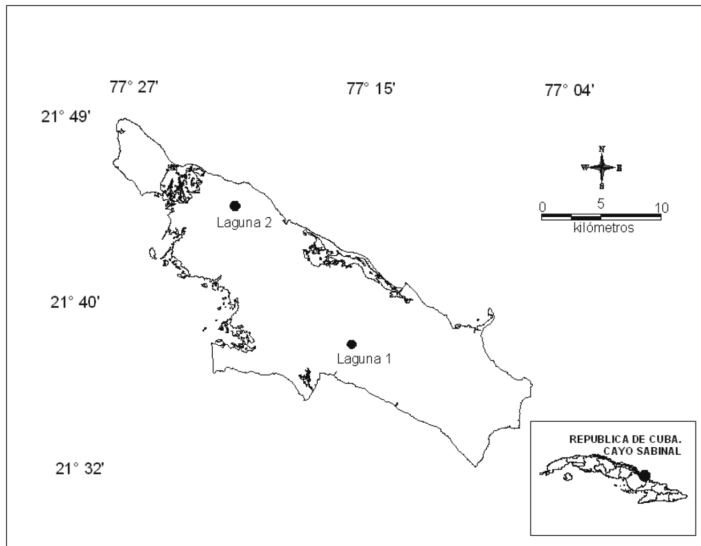 77° 27'
77° 15'
77° 04'
21° 49'
N
W
E
S
0 5 10
kilómetros
Laguna 2
21° 40'
Laguna 1
REPUBLICA DE CUBA.
CAYO SABINAL
21° 32'